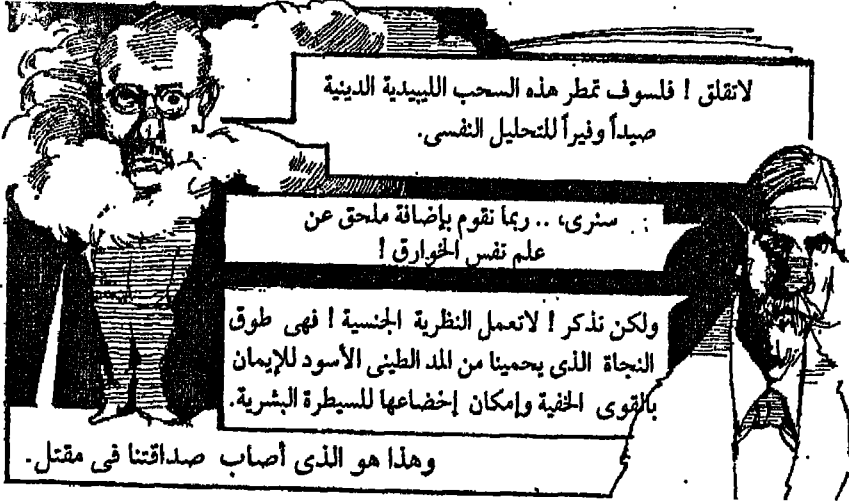 لاتقلق ! فلسوف تمطر هذه السحب الليبيدية الدينية
صيداً وفيراً للتحليل النفسى.
سنرى، .. ربما نقوم بإضافة ملحق عن
علم نفس الخوارق !
ولكن تذكر ! لاتعمل النظرية الجنسية ! فهى طوق
النجاة الذى يحمينا من المد الطينى الأسود للإيمان
بالقوى الخفية وإمكان إخضاعها للسيطرة البشرية.
وهذا هو الذى أصاب صداقتنا فى مقتل.